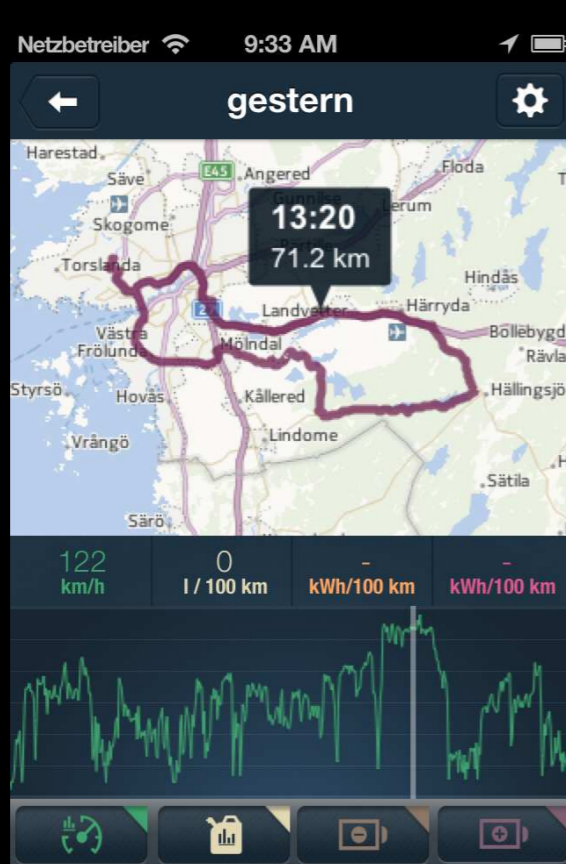 Netzbetreiber 9:33 AM
gestern
Harestad
Säve
E45
Angered
Floda
Lerum
Skogome
13:20
71.2 km
Torslanda
Hindås
27
Landvetter
Härryda
Västra
Frölunda
Mölndal
Bollebygd
Rävla
Styrsö
Hovås
Kållered
Hällingsjö
Vrångö
Lindome
Sätila
Särö
122 0 - -
km/h l / 100 km kWh/100 km kWh/100 km